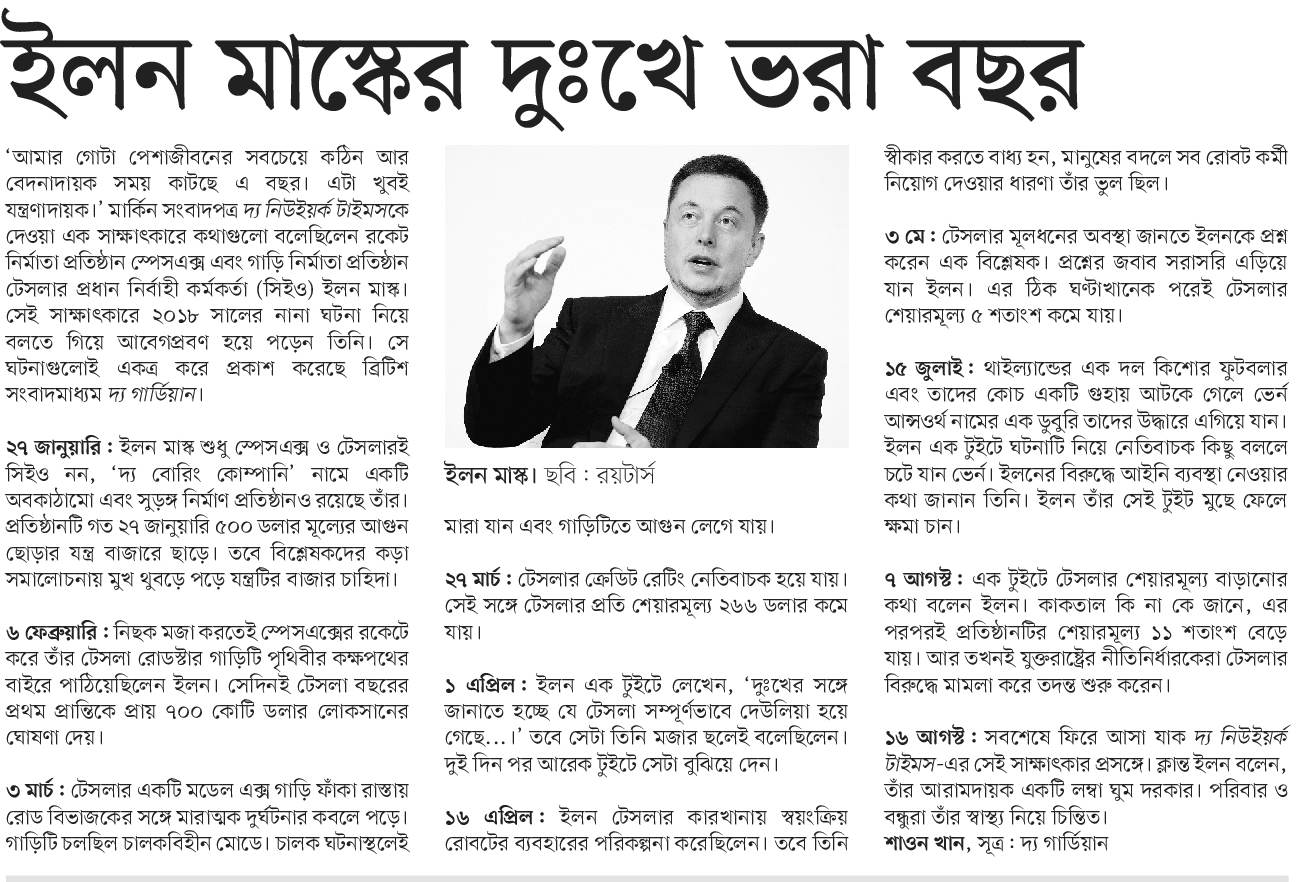 ইলন মাস্কের দুঃখে ভরা বছর
‘আমার গোটা পেশাজীবনের সবচেয়ে কঠিন আর
বেদনাদায়ক সময় কাটছে এ বছর। এটা খুবই
যন্ত্রণাদায়ক।’ মার্কিন সংবাদপত্র দ্য নিউইয়র্ক টাইমসকে
দেওয়া এক সাক্ষাৎকারে কথাগুলো বলেছিলেন রকেট
নির্মাতা প্রতিষ্ঠান স্পেসএক্স এবং গাড়ি নির্মাতা প্রতিষ্ঠান
টেসলার প্রধান নির্বাহী কর্মকর্তা (সিইও) ইলন মাস্ক।
সেই সাক্ষাৎকারে ২০১৮ সালের নানা ঘটনা নিয়ে
বলতে গিয়ে আবেগপ্রবণ হয়ে পড়েন তিনি। সে
ঘটনাগুলোই একত্র করে প্রকাশ করেছে ব্রিটিশ
সংবাদমাধ্যম দ্য গার্ডিয়ান।
২৭ জানুয়ারি : ইলন মাস্ক শুধু স্পেসএক্স ও টেসলারই
সিইও নন, ‘দ্য বোরিং কোম্পানি’ নামে একটি
অবকাঠামো এবং সুড়ঙ্গ নির্মাণ প্রতিষ্ঠানও রয়েছে তাঁর।
প্রতিষ্ঠানটি গত ২৭ জানুয়ারি ৫০০ ডলার মূল্যের আগুন
ছোড়ার যন্ত্র বাজারে ছাড়ে। তবে বিশ্লেষকদের কড়া
সমালোচনায় মুখ থুবড়ে পড়ে যন্ত্রটির বাজার চাহিদা।
৬ ফেব্রুয়ারি : নিছক মজা করতেই স্পেসএক্সের রকেটে
করে তাঁর টেসলা রোডস্টার গাড়িটি পৃথিবীর কক্ষপথের
বাইরে পাঠিয়েছিলেন ইলন। সেদিনই টেসলা বছরের
প্রথম প্রান্তিকে প্রায় ৭০০ কোটি ডলার লোকসানের
ঘোষণা দেয়।
৩ মার্চ : টেসলার একটি মডেল এক্স গাড়ি ফাঁকা রাস্তায়
রোড বিভাজকের সঙ্গে মারাত্মক দুর্ঘটনার কবলে পড়ে।
গাড়িটি চলছিল চালকবিহীন মোডে। চালক ঘটনাস্থলেই
ইলন মাস্ক। ছবি : রয়টার্স
মারা যান এবং গাড়িটিতে আগুন লেগে যায়।
২৭ মার্চ : টেসলার ক্রেডিট রেটিং নেতিবাচক হয়ে যায়।
সেই সঙ্গে টেসলার প্রতি শেয়ারমূল্য ২৬৬ ডলার কমে
যায়।
১ এপ্রিল : ইলন এক টুইটে লেখেন, ‘দুঃখের সঙ্গে
জানাতে হচ্ছে যে টেসলা সম্পূর্ণভাবে দেউলিয়া হয়ে
গেছে...।’ তবে সেটা তিনি মজার ছলেই বলেছিলেন।
দুই দিন পর আরেক টুইটে সেটা বুঝিয়ে দেন।
১৬ এপ্রিল : ইলন টেসলার কারখানায় স্বয়ংক্রিয়
রোবটের ব্যবহারের পরিকল্পনা করেছিলেন। তবে তিনি
স্বীকার করতে বাধ্য হন, মানুষের বদলে সব রোবট কর্মী
নিয়োগ দেওয়ার ধারণা তাঁর ভুল ছিল।
৩ মে : টেসলার মূলধনের অবস্থা জানতে ইলনকে প্রশ্ন
করেন এক বিশ্লেষক। প্রশ্নের জবাব সরাসরি এড়িয়ে
যান ইলন। এর ঠিক ঘণ্টাখানেক পরেই টেসলার
শেয়ারমূল্য ৫ শতাংশ কমে যায়।
১৫ জুলাই : থাইল্যান্ডের এক দল কিশোর ফুটবলার
এবং তাদের কোচ একটি গুহায় আটকে গেলে ভের্ন
আন্সওর্থ নামের এক ডুবুরি তাদের উদ্ধারে এগিয়ে যান।
ইলন এক টুইটে ঘটনাটি নিয়ে নেতিবাচক কিছু বললে
চটে যান ভের্ন। ইলনের বিরুদ্ধে আইনি ব্যবস্থা নেওয়ার
কথা জানান তিনি। ইলন তাঁর সেই টুইট মুছে ফেলে
ক্ষমা চান।
৭ আগস্ট : এক টুইটে টেসলার শেয়ারমূল্য বাড়ানোর
কথা বলেন ইলন। কাকতাল কি না কে জানে, এর
পরপরই প্রতিষ্ঠানটির শেয়ারমূল্য ১১ শতাংশ বেড়ে
যায়। আর তখনই যুক্তরাষ্ট্রের নীতিনির্ধারকেরা টেসলার
বিরুদ্ধে মামলা করে তদন্ত শুরু করেন।
১৬ আগস্ট : সবশেষে ফিরে আসা যাক দ্য নিউইয়র্ক
টাইমস-এর সেই সাক্ষাৎকার প্রসঙ্গে। ক্লান্ত ইলন বলেন,
তাঁর আরামদায়ক একটি লম্বা ঘুম দরকার। পরিবার ও
বন্ধুরা তাঁর স্বাস্থ্য নিয়ে চিন্তিত।
শাওন খান, সূত্র : দ্য গার্ডিয়ান